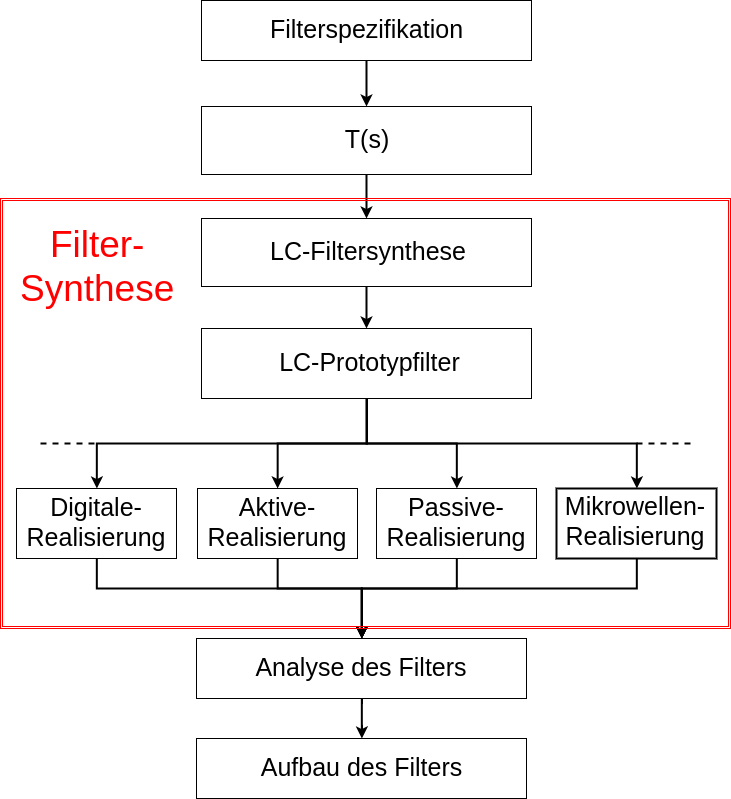 Filterspezifikation
T(s)
Filter-
Synthese
LC-Filtersynthese
LC-Prototypfilter
Digitale-
Realisierung
Aktive-
Realisierung
Passive-
Realisierung
Mikrowellen-
Realisierung
Analyse des Filters
Aufbau des Filters